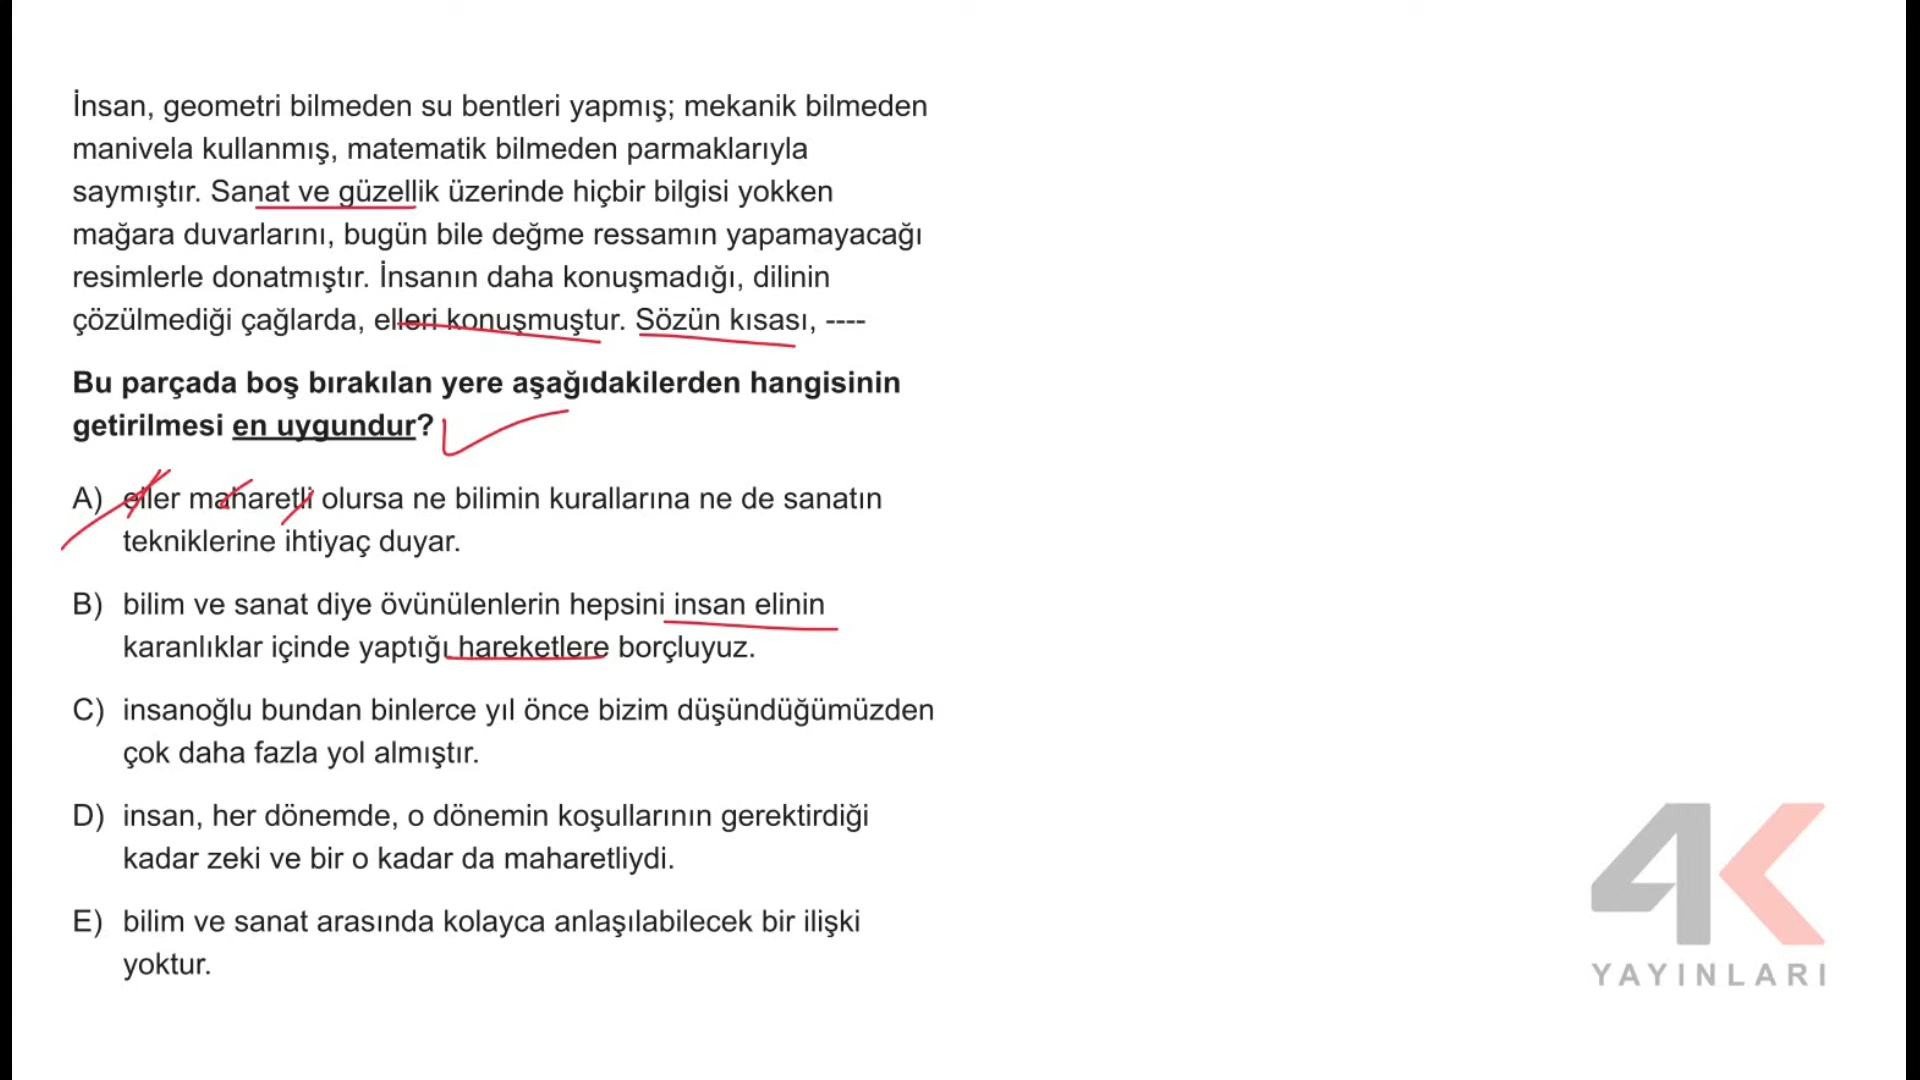 İnsan, geometri bilmeden su bentleri yapmış; mekanik bilmeden
manivela kullanmış, matematik bilmeden parmaklarıyla
saymıştır. Sanat ve güzellik üzerinde hiçbir bilgisi yokken
mağara duvarlarını, bugün bile değme ressamın yapamayacağı
resimlerle donatmıştır. İnsanın daha konuşmadığı, dilinin
çözülmediği çağlarda, elleri konuşmuştur. Sözün kısası, ----
Bu parçada boş bırakılan yere aşağıdakilerden hangisinin
getirilmesi en uygundur?
A) eller maharetli olursa ne bilimin kurallarına ne de sanatın
tekniklerine ihtiyaç duyar.
B) bilim ve sanat diye övünülenlerin hepsini insan elinin
karanlıklar içinde yaptığı hareketlere borçluyuz.
C) insanoğlu bundan binlerce yıl önce bizim düşündüğümüzden
çok daha fazla yol almıştır.
D) insan, her dönemde, o dönemin koşullarının gerektirdiği
kadar zeki ve bir o kadar da maharetliydi.
E) bilim ve sanat arasında kolayca anlaşılabilecek bir ilişki
yoktur.
4K
YAYINLARI